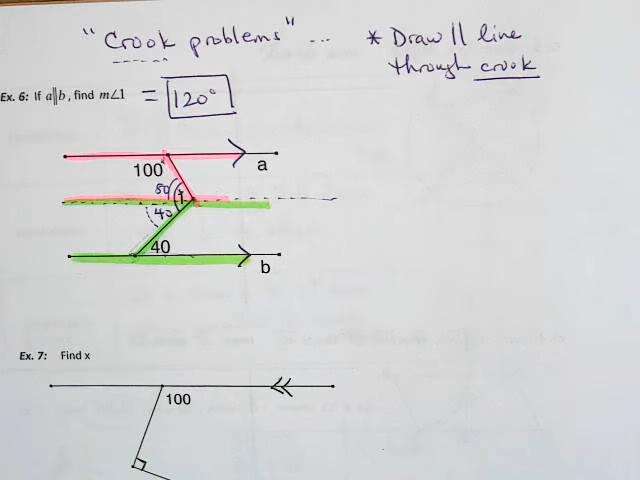 "Crook problems" ...
* Draw || line
through crook
Ex. 6: If a||b, find m∠1 = 120°
100
a
80
1
40
40
b
Ex. 7: Find x
100